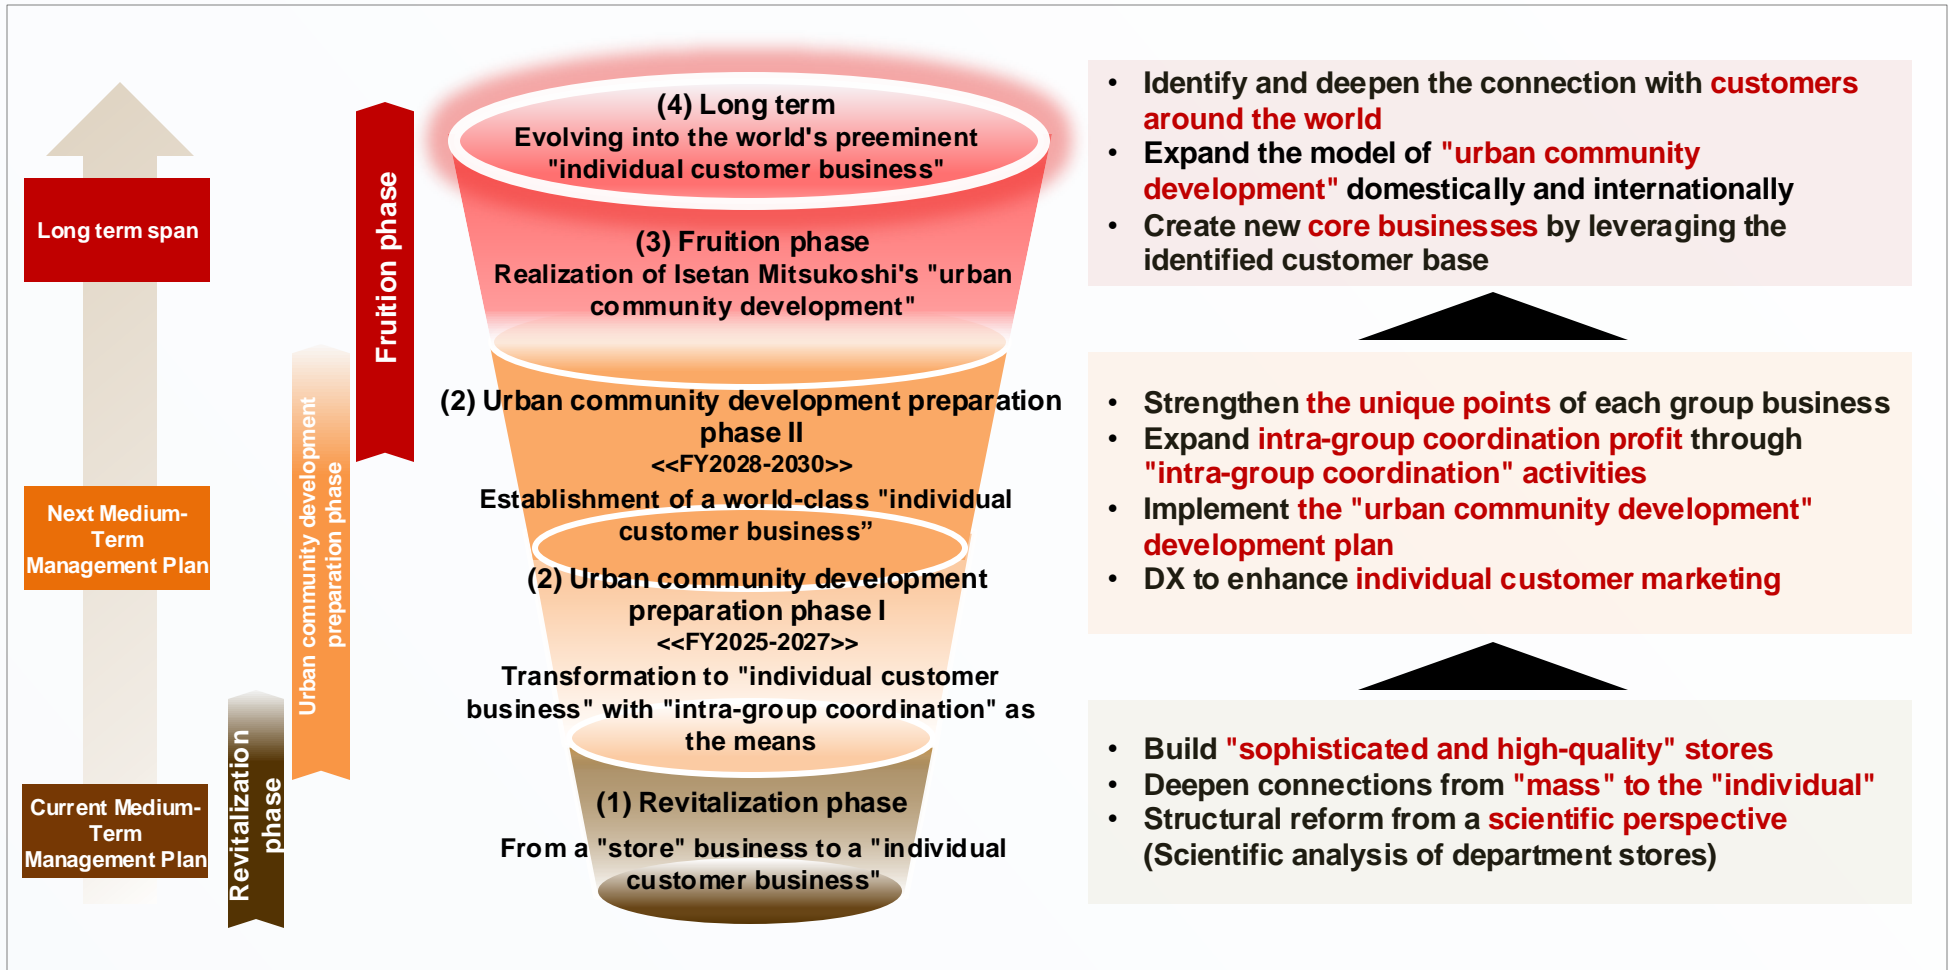 Long term span
Next Medium-
Term
Management Plan
Current Medium-
Term
Management Plan
Revitalization
phase
Urban community development
preparation phase
Fruition phase
(4) Long term
Evolving into the world's preeminent
"individual customer business"
(3) Fruition phase
Realization of Isetan Mitsukoshi's "urban
community development"
(2) Urban community development preparation
phase II
<<FY2028-2030>>
Establishment of a world-class "individual
customer business”
(2) Urban community development
preparation phase I
<<FY2025-2027>>
Transformation to "individual customer
business" with "intra-group coordination" as
the means
(1) Revitalization phase
From a "store" business to a "individual
customer business"
• Identify and deepen the connection with customers
around the world
• Expand the model of "urban community
development" domestically and internationally
• Create new core businesses by leveraging the
identified customer base
• Strengthen the unique points of each group business
• Expand intra-group coordination profit through
"intra-group coordination" activities
• Implement the "urban community development"
development plan
• DX to enhance individual customer marketing
• Build "sophisticated and high-quality" stores
• Deepen connections from "mass" to the "individual"
• Structural reform from a scientific perspective
(Scientific analysis of department stores)